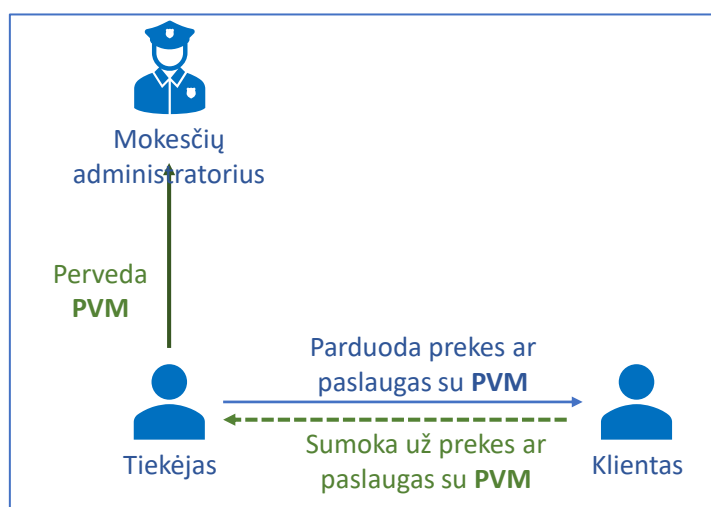 Mokesčių
administratorius
Perveda
PVM
Parduoda prekes ar
paslaugas su PVM
Sumoka už prekes ar
paslaugas su PVM
Tiekėjas
Klientas